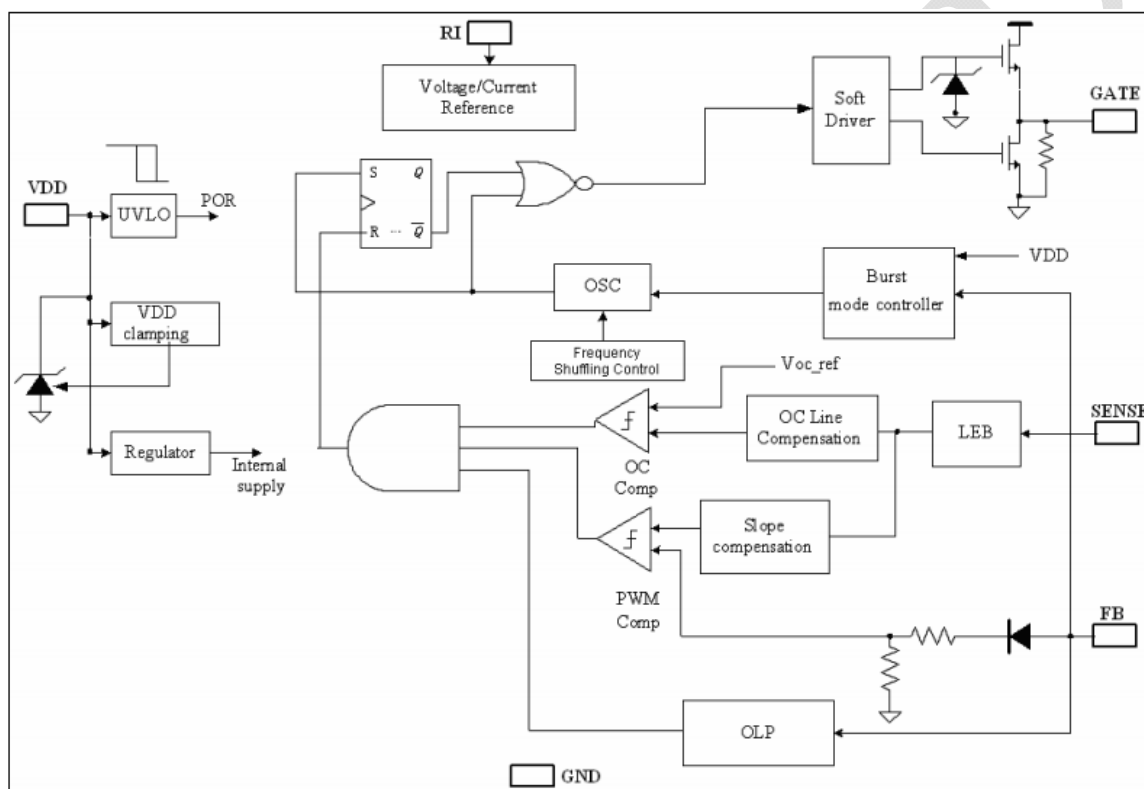 RI
Voltage/Current
Reference
Soft
Driver
GATE
VDD
UVLO
POR
S Q
R ... Q̅
OSC
Burst
mode controller
VDD
VDD
clamping
Frequency
Shuffling Control
Voc_ref
OC Line
Compensation
LEB
SENSE
Regulator
Internal
supply
OC
Comp
Slope
compensation
PWM
Comp
FB
OLP
GND